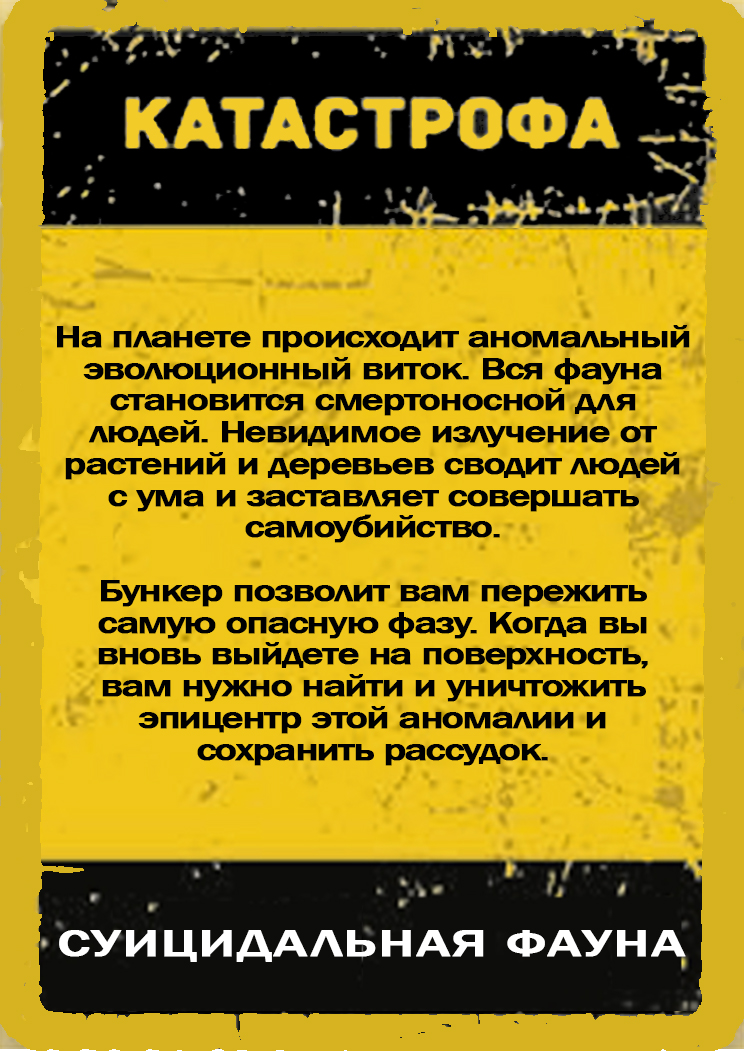 КАТАСТРОФА
На планете происходит аномальный
эволюционный виток. Вся фауна
становится смертоносной для
людей. Невидимое излучение от
растений и деревьев сводит людей
с ума и заставляет совершать
самоубийство.
Бункер позволит вам пережить
самую опасную фазу. Когда вы
вновь выйдете на поверхность,
вам нужно найти и уничтожить
эпицентр этой аномалии и
сохранить рассудок.
СУИЦИДАЛЬНАЯ ФАУНА